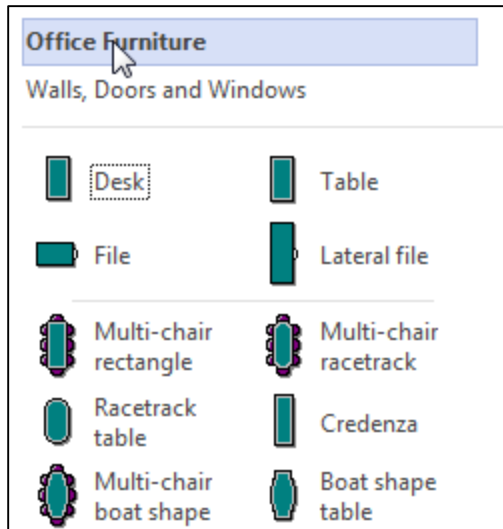 Office Furniture
Walls, Doors and Windows
Desk
Table
File
Lateral file
Multi-chair
rectangle
Multi-chair
racetrack
Racetrack
table
Credenza
Multi-chair
boat shape
Boat shape
table